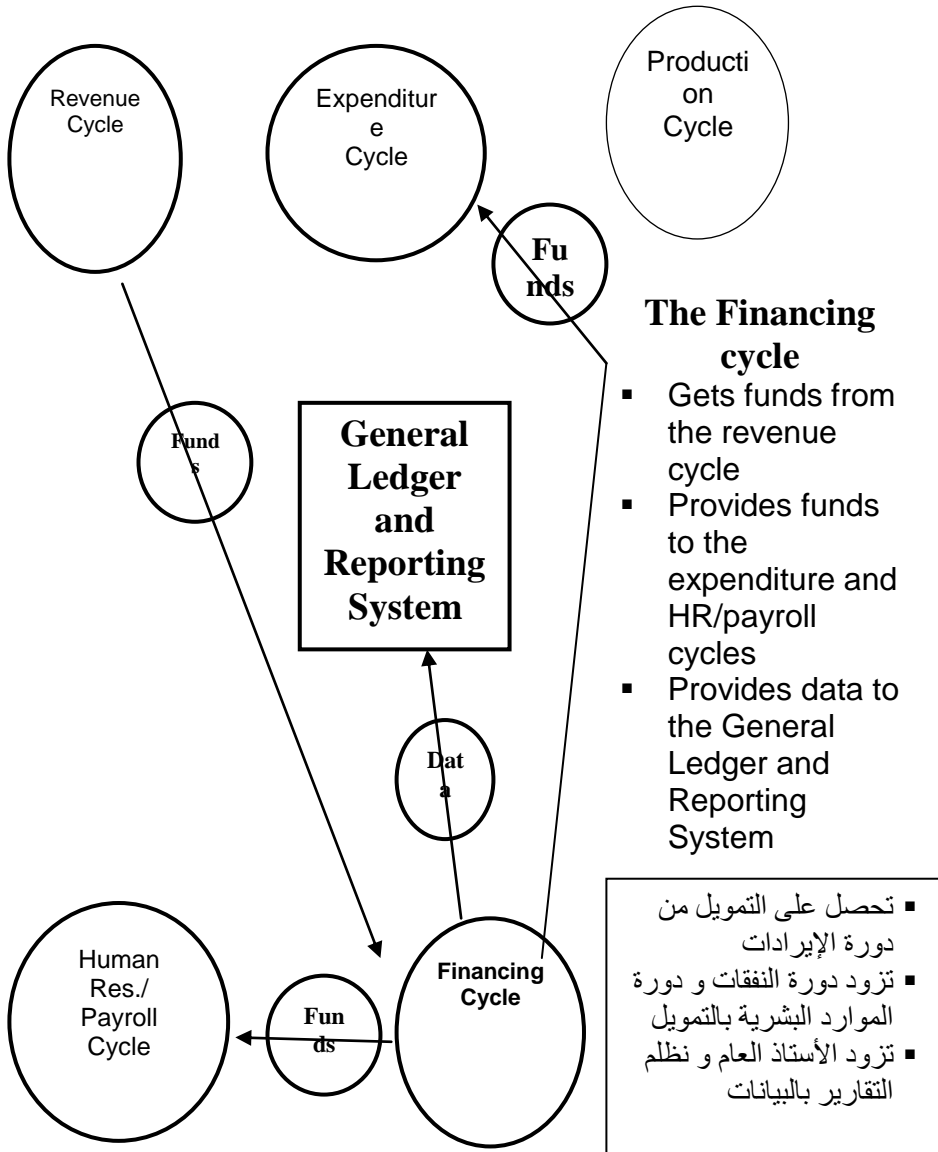 Revenue
Cycle
Expenditur
e
Cycle
Producti
on
Cycle
Fu
nds
The Financing
cycle
▪ Gets funds from
the revenue
cycle
▪ Provides funds
to the
expenditure and
HR/payroll
cycles
▪ Provides data to
the General
Ledger and
Reporting
System
Fund
s
General
Ledger
and
Reporting
System
Dat
a
Human
Res./
Payroll
Cycle
Fun
ds
Financing
Cycle
▪ تحصل على التمويل من
دورة الإيرادات
▪ تزود دورة النفقات و دورة
الموارد البشرية بالتمويل
▪ تزود الأستاذ العام و نظلم
التقارير بالبيانات